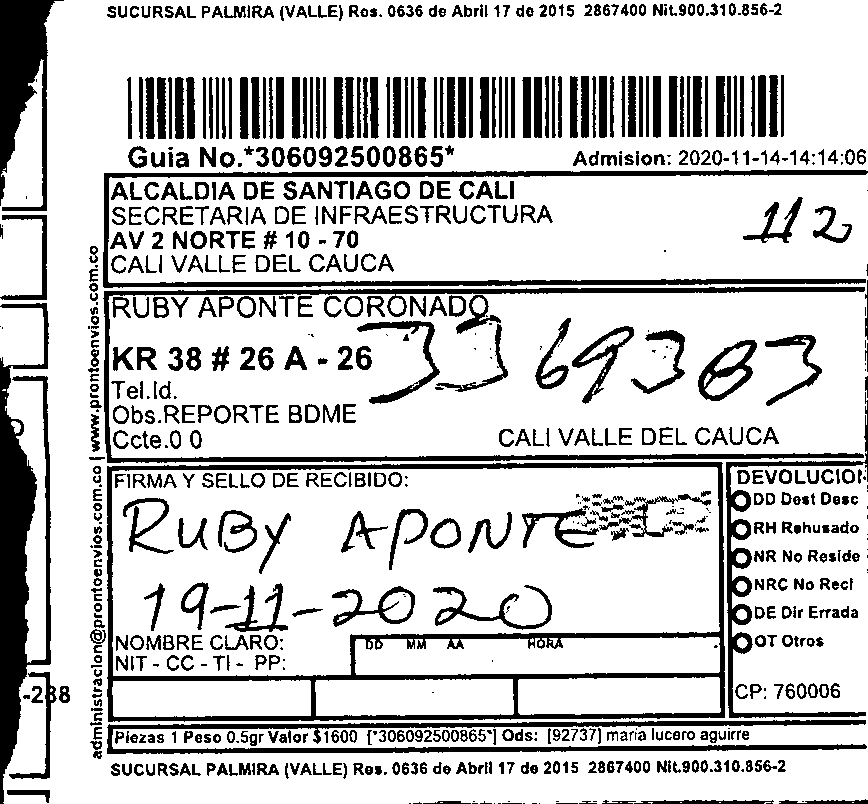 SUCURSAL PALMIRA (VALLE) Res. 0636 de Abril 17 de 2015 2867400 Nit.900.310.856-2
Guia No.*306092500865*
Admision: 2020-11-14-14:14:06
ALCALDIA DE SANTIAGO DE CALI
SECRETARIA DE INFRAESTRUCTURA
AV 2 NORTE # 10 - 70
CALI VALLE DEL CAUCA
112
www.prontoenvios.com.co
RUBY APONTE CORONADO
KR 38 # 26 A - 26
3369383
Tel.Id.
Obs.REPORTE BDME
Ccte.0 0
CALI VALLE DEL CAUCA
administracion@prontoenvios.com.co
FIRMA Y SELLO DE RECIBIDO:
RUBY APONTE
19-11-2020
NOMBRE CLARO:
DD MM AA HORA
NIT - CC - TI - PP:
DEVOLUCION
DD Dest Desc
RH Rehusado
NR No Reside
NRC No Recl
DE Dir Errada
OT Otros
CP: 760006
-288
Piezas 1 Peso 0.5gr Valor $1600 [*306092500865*] Ods: [92737] maria lucero aguirre
SUCURSAL PALMIRA (VALLE) Res. 0636 de Abril 17 de 2015 2867400 Nit.900.310.856-2